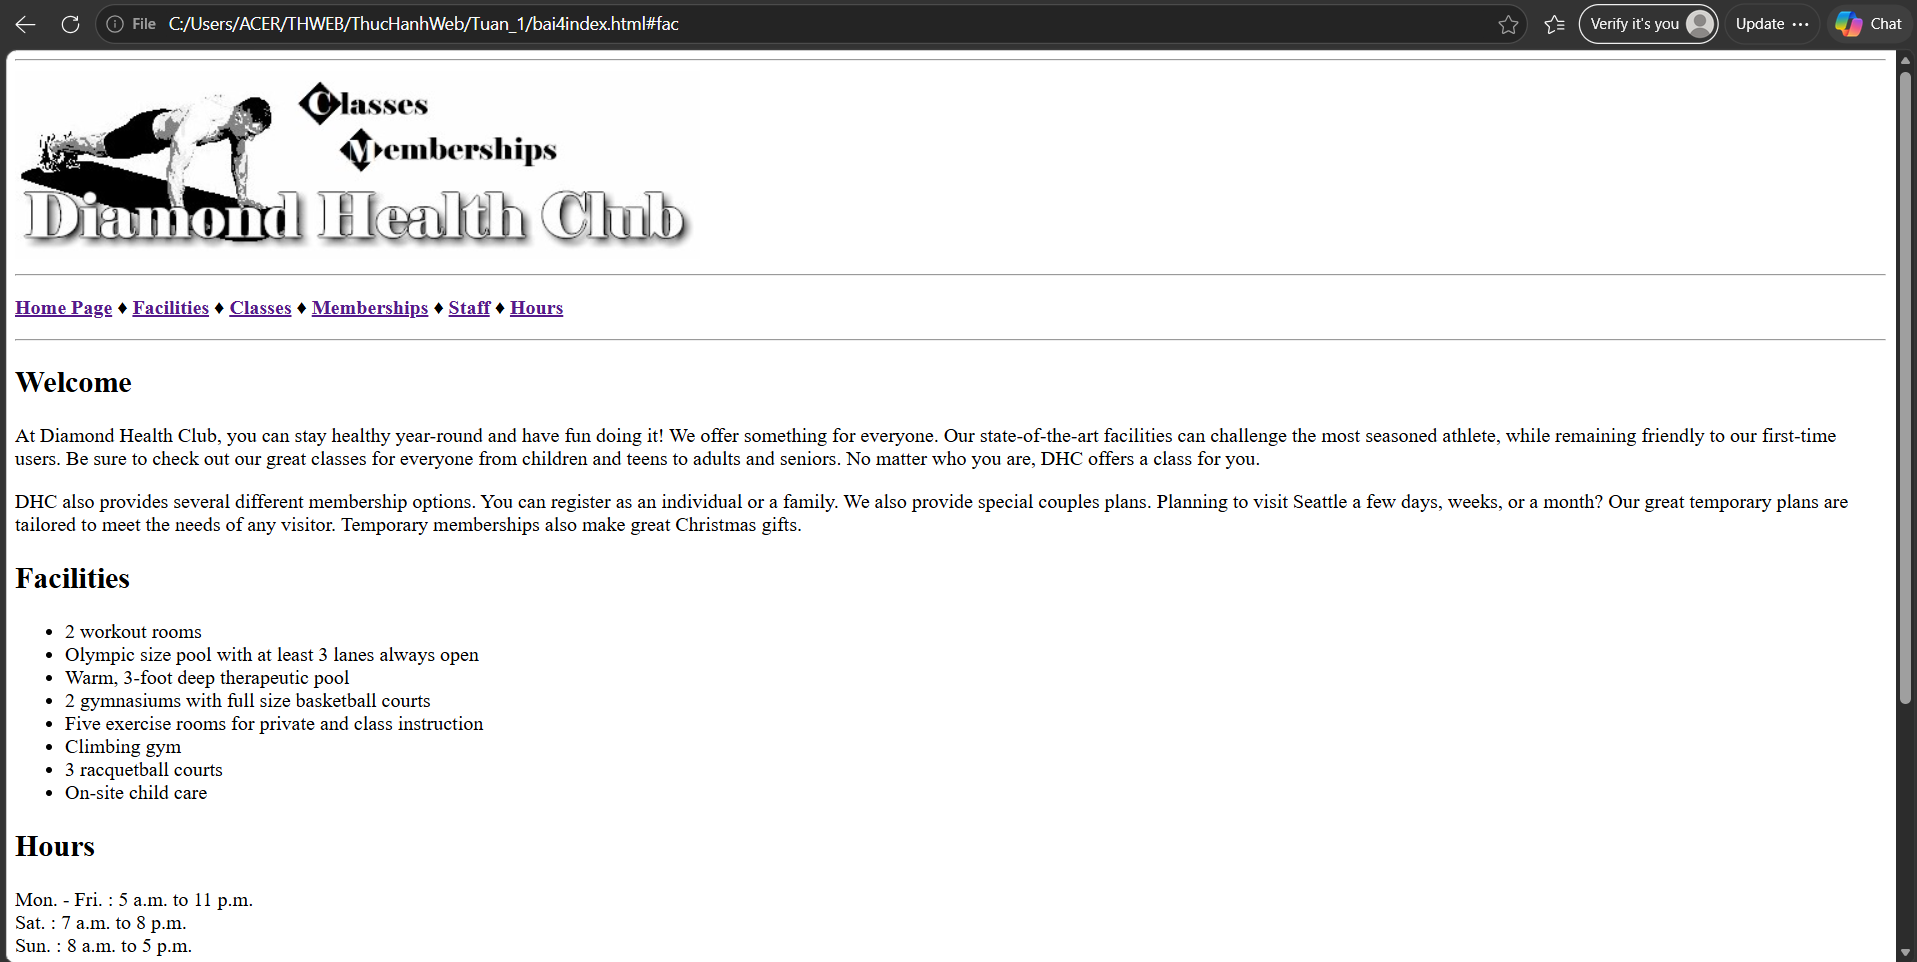 File C:/Users/ACER/THWEB/ThucHanhWeb/Tuan_1/bai4index.html#fac
Verify it's you
Update
Chat
Classes
Memberships
Diamond Health Club
Home Page ♦ Facilities ♦ Classes ♦ Memberships ♦ Staff ♦ Hours
Welcome
At Diamond Health Club, you can stay healthy year-round and have fun doing it! We offer something for everyone. Our state-of-the-art facilities can challenge the most seasoned athlete, while remaining friendly to our first-time
users. Be sure to check out our great classes for everyone from children and teens to adults and seniors. No matter who you are, DHC offers a class for you.
DHC also provides several different membership options. You can register as an individual or a family. We also provide special couples plans. Planning to visit Seattle a few days, weeks, or a month? Our great temporary plans are
tailored to meet the needs of any visitor. Temporary memberships also make great Christmas gifts.
Facilities
• 2 workout rooms
• Olympic size pool with at least 3 lanes always open
• Warm, 3-foot deep therapeutic pool
• 2 gymnasiums with full size basketball courts
• Five exercise rooms for private and class instruction
• Climbing gym
• 3 racquetball courts
• On-site child care
Hours
Mon. - Fri. : 5 a.m. to 11 p.m.
Sat. : 7 a.m. to 8 p.m.
Sun. : 8 a.m. to 5 p.m.